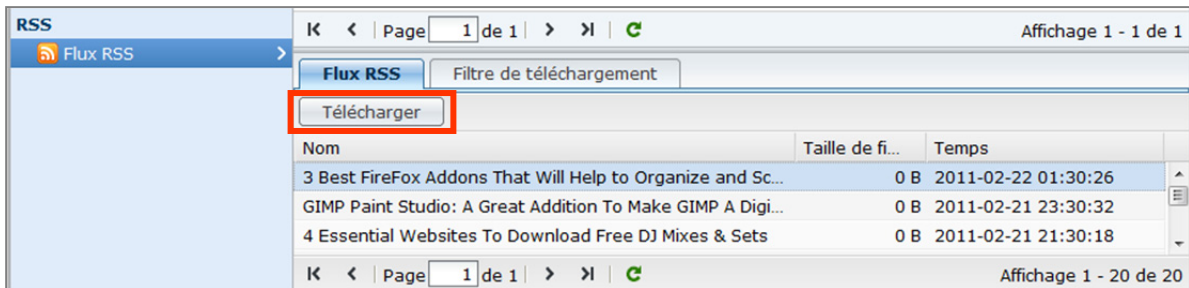 RSS
Flux RSS
Page 1 de 1 Affichage 1 - 1 de 1
Flux RSS Filtre de téléchargement
Télécharger
Nom Taille de fi... Temps
3 Best FireFox Addons That Will Help to Organize and Sc... 0 B 2011-02-22 01:30:26
GIMP Paint Studio: A Great Addition To Make GIMP A Digi... 0 B 2011-02-21 23:30:32
4 Essential Websites To Download Free DJ Mixes & Sets 0 B 2011-02-21 21:30:18
Page 1 de 1 Affichage 1 - 20 de 20